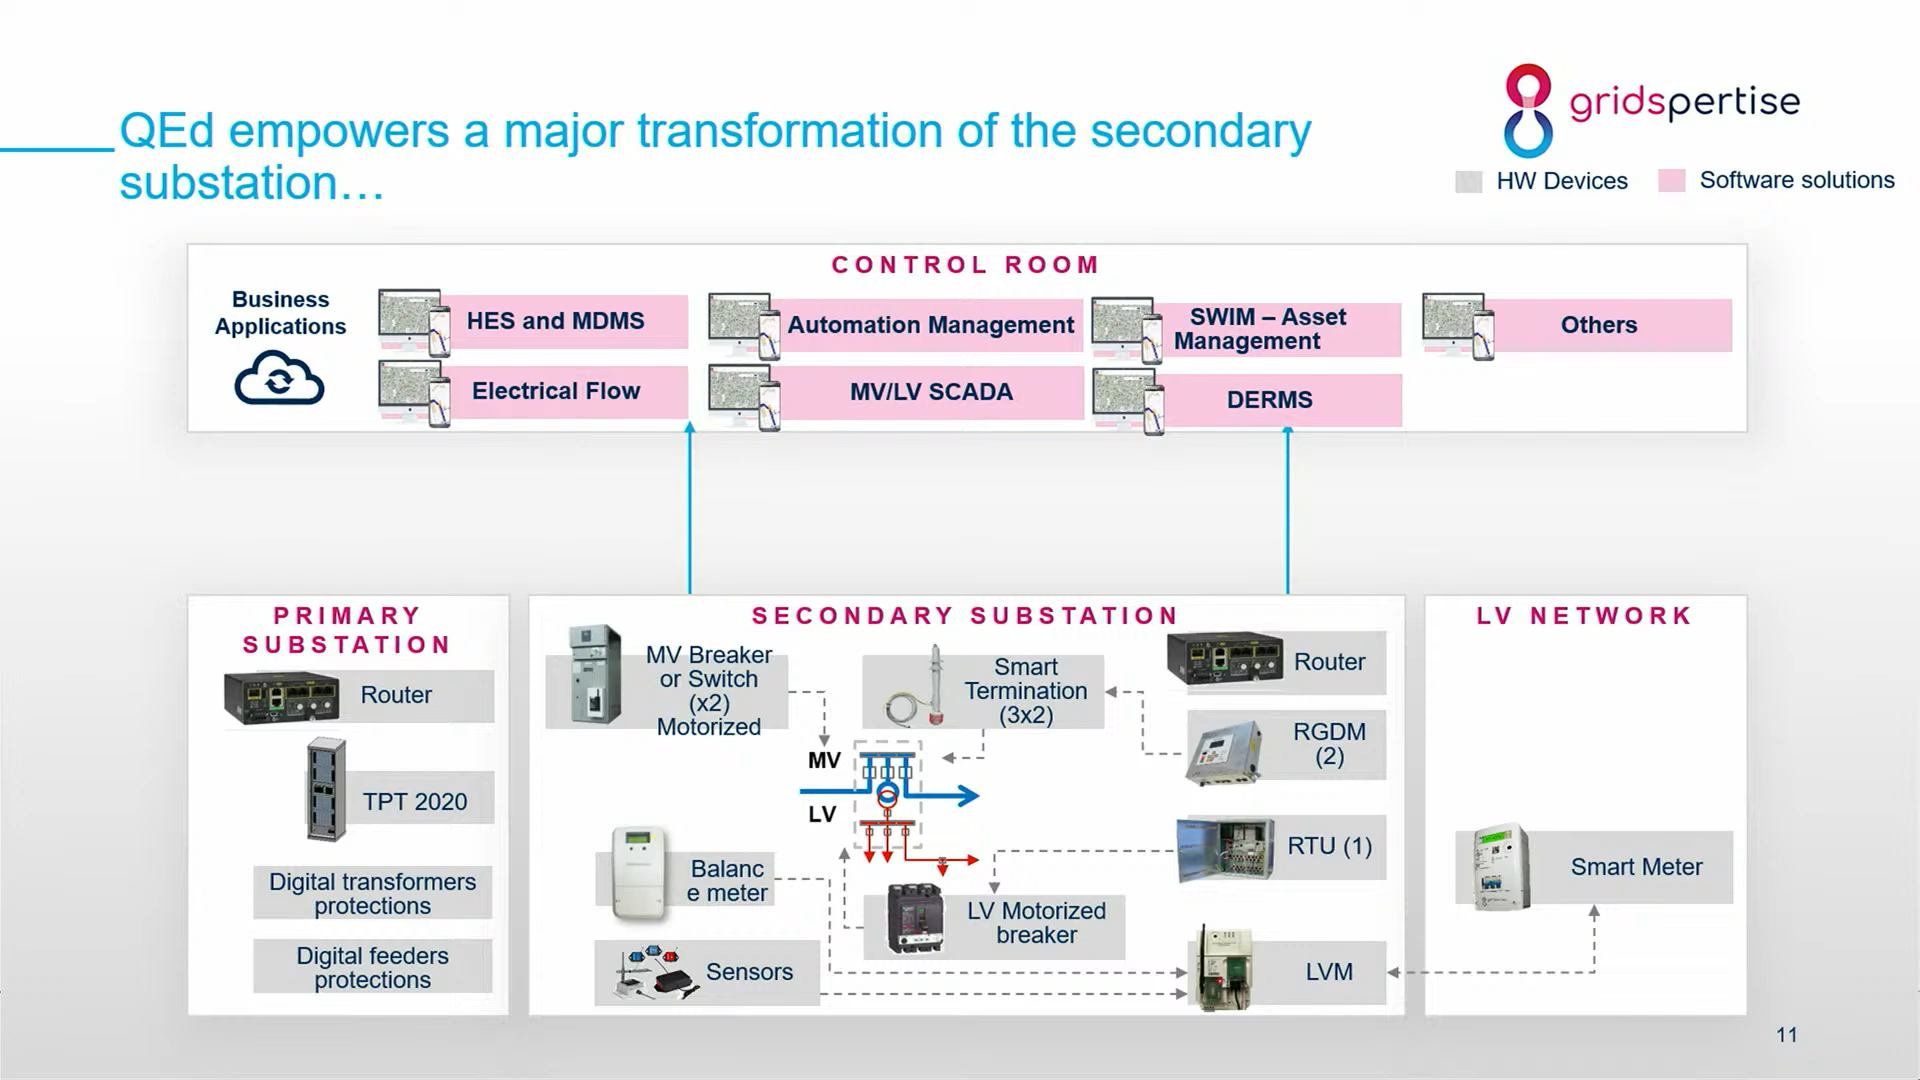 QEd empowers a major transformation of the secondary
substation…
gridspertise
HW Devices
Software solutions
CONTROL ROOM
Business
Applications
HES and MDMS
Automation Management
SWIM – Asset
Management
Others
Electrical Flow
MV/LV SCADA
DERMS
PRIMARY
SUBSTATION
Router
TPT 2020
Digital transformers
protections
Digital feeders
protections
SECONDARY SUBSTATION
MV Breaker
or Switch
(x2)
Motorized
Smart
Termination
(3x2)
Router
RGDM
(2)
MV
LV
RTU (1)
Balanc
e meter
LV Motorized
breaker
Sensors
LVM
LV NETWORK
Smart Meter
11